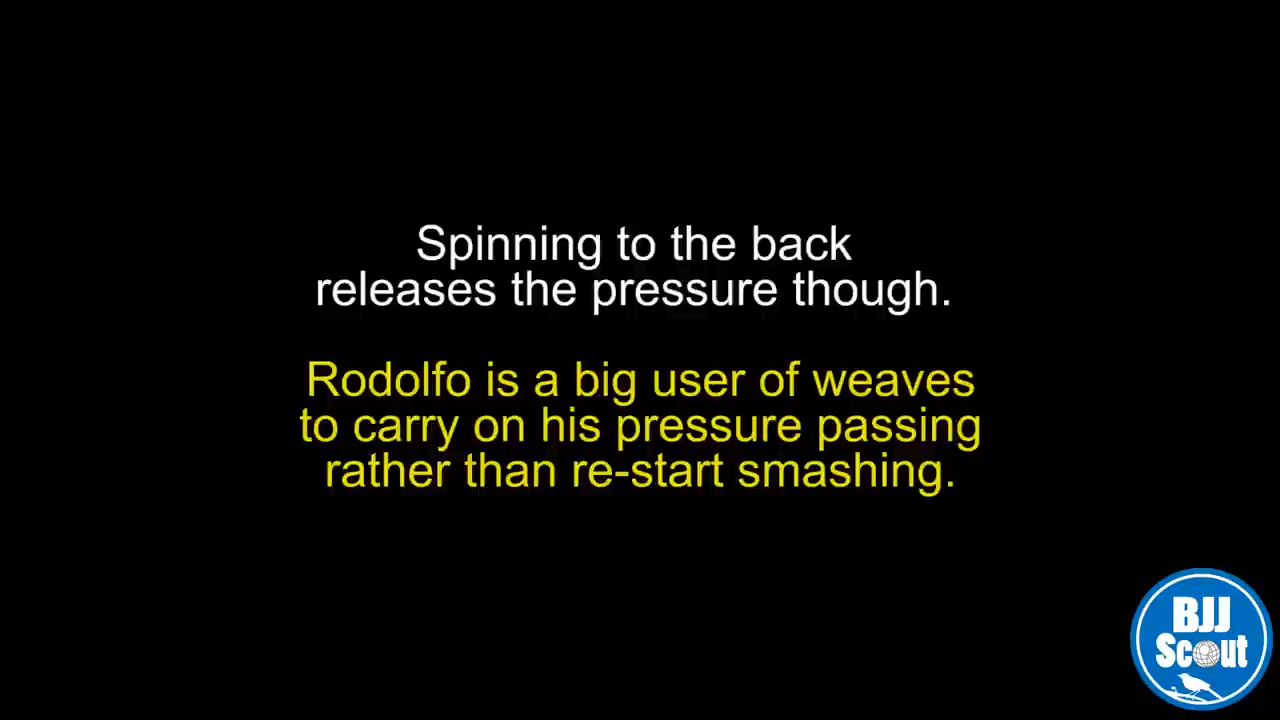 Spinning to the back
releases the pressure though.
Rodolfo is a big user of weaves
to carry on his pressure passing
rather than re-start smashing.
BJJ
Scout